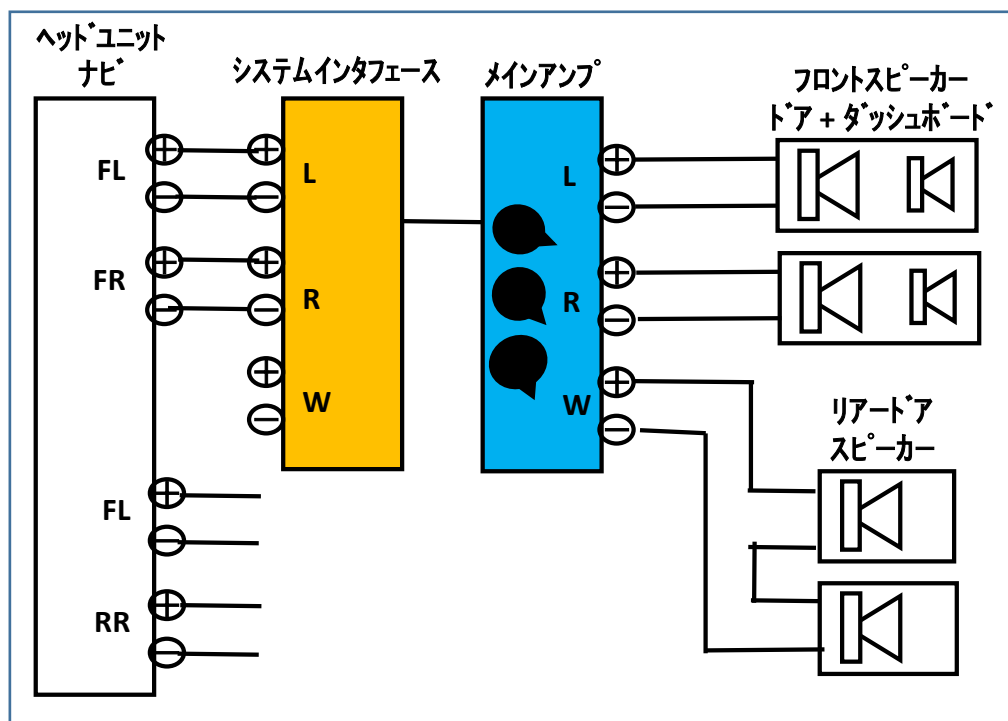 ヘッドユニット
ナビ
システムインタフェース
メインアンプ
フロントスピーカー
ドア + ダッシュボード
FL
L
L
FR
R
R
W
W
リアードア
スピーカー
FL
RR